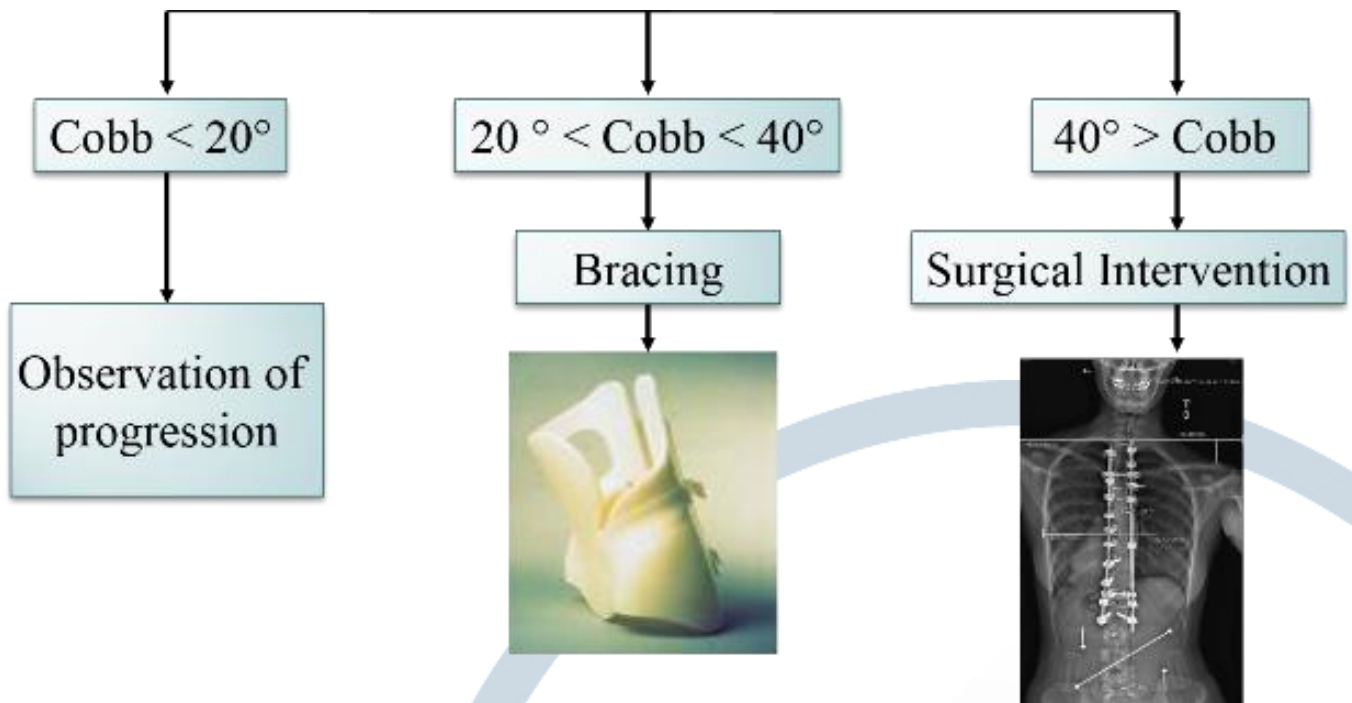 Cobb < 20°
20 ° < Cobb < 40°
40° > Cobb
Bracing
Surgical Intervention
Observation of
progression